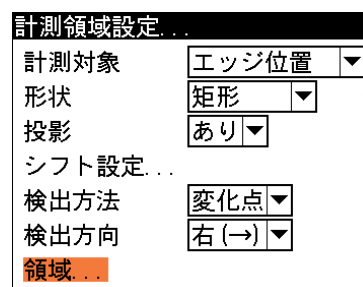 計測領域設定...
計測対象 エッジ位置 ▼
形状 矩形 ▼
投影 あり ▼
シフト設定...
検出方法 変化点 ▼
検出方向 右(→) ▼
領域...